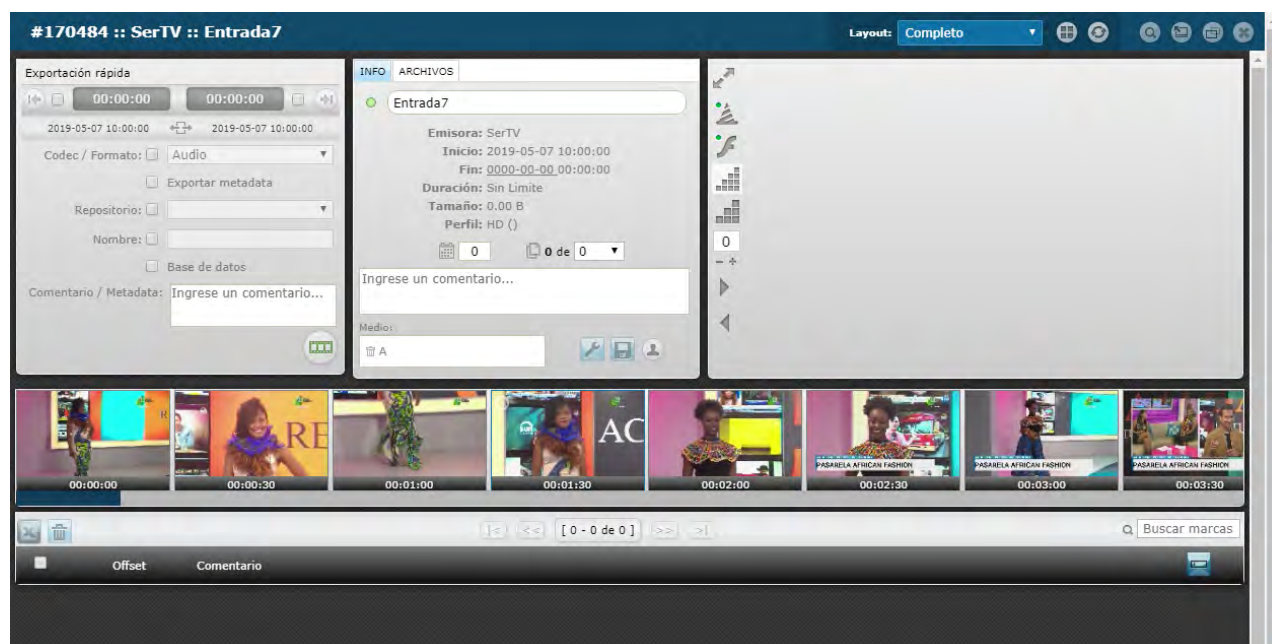 #170484 :: SerTV :: Entrada7
Layout: Completo
Exportación rápida
00:00:00 00:00:00
2019-05-07 10:00:00 2019-05-07 10:00:00
Codec / Formato: Audio
Exportar metadata
Repositorio:
Nombre:
Base de datos
Comentario / Metadata: Ingrese un comentario...
INFO ARCHIVOS
Entrada7
Emisora: SerTV
Inicio: 2019-05-07 10:00:00
Fin: 0000-00-00 00:00:00
Duración: Sin Limite
Tamaño: 0.00 B
Perfil: HD ()
0 0 de 0
Ingrese un comentario...
Medio:
A
0
- +
R
RE
AC
PASARELA AFRICAN FASHION
PASARELA AFRICAN FASHION
PASARELA AFRICAN FASHION
00:00:00 00:00:30 00:01:00 00:01:30 00:02:00 00:02:30 00:03:00 00:03:30
|< << [ 0 - 0 de 0 ] >> >|
Buscar marcas
Offset Comentario